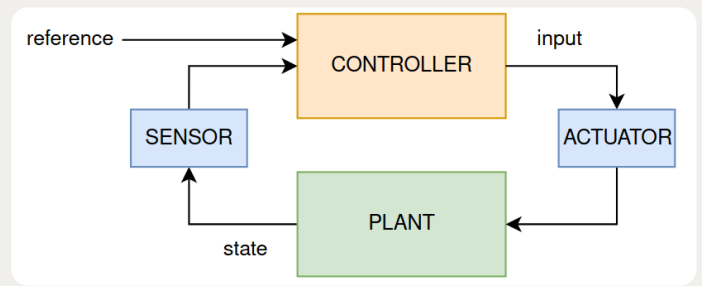 reference
CONTROLLER
input
SENSOR
ACTUATOR
PLANT
state